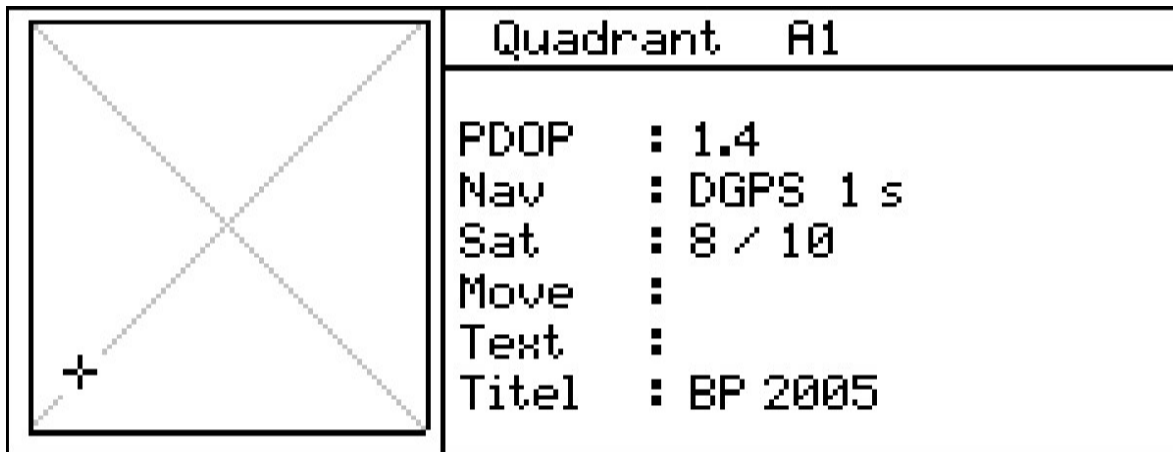 Quadrant A1
PDOP : 1.4
Nav : DGPS 1 s
Sat : 8 / 10
Move :
Text :
Titel : BP 2005